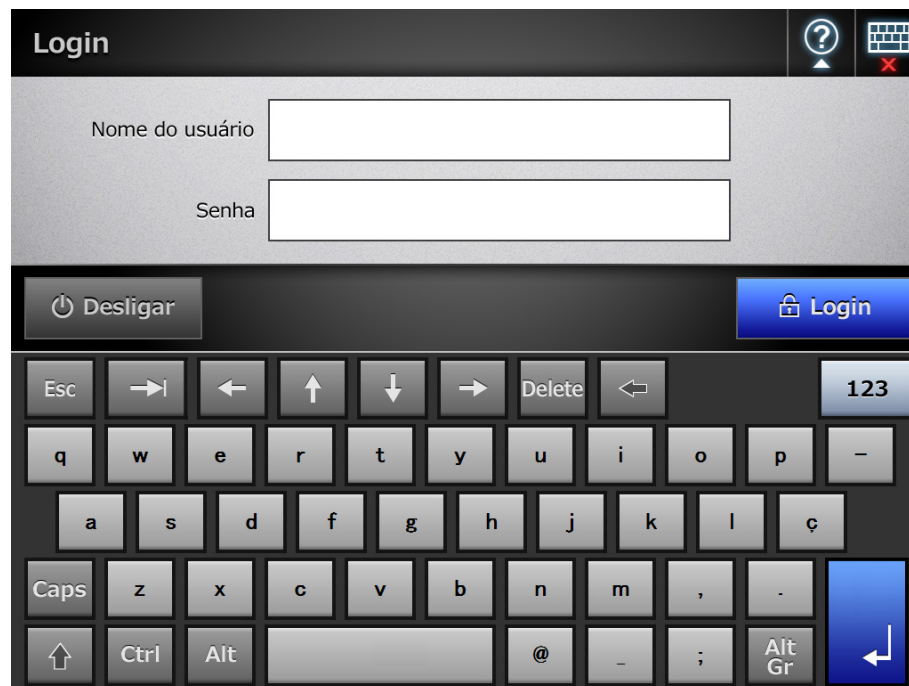 Login
?
Nome do usuário
Senha
Desligar
Login
Esc Delete 123
q w e r t y u i o p -
a s d f g h j k l ç
Caps z x c v b n m , .
Ctrl Alt @ _ ; Alt Gr